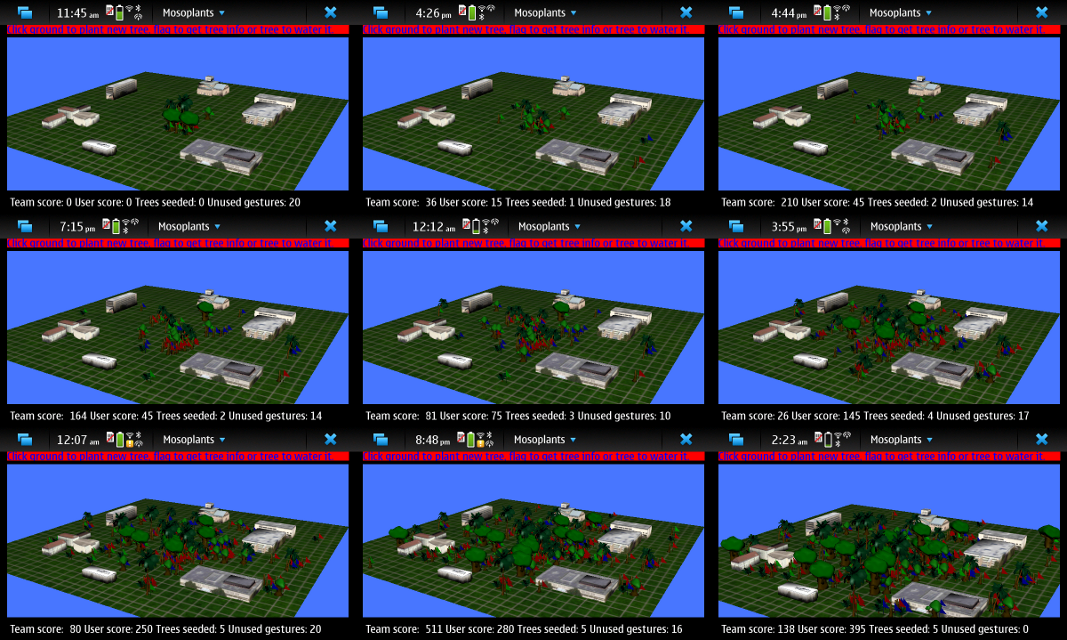 11:45 am Mosoplants
4:26 pm Mosoplants
4:44 pm Mosoplants
Click ground to plant new tree, flag to get tree info or tree to water it.
Click ground to plant new tree, flag to get tree info or tree to water it.
Click ground to plant new tree, flag to get tree info or tree to water it.
Team score: 0 User score: 0 Trees seeded: 0 Unused gestures: 20
Team score: 36 User score: 15 Trees seeded: 1 Unused gestures: 18
Team score: 210 User score: 45 Trees seeded: 2 Unused gestures: 14
7:15 pm Mosoplants
12:12 am Mosoplants
3:55 pm Mosoplants
Click ground to plant new tree, flag to get tree info or tree to water it.
Click ground to plant new tree, flag to get tree info or tree to water it.
Click ground to plant new tree, flag to get tree info or tree to water it.
Team score: 164 User score: 45 Trees seeded: 2 Unused gestures: 14
Team score: 81 User score: 75 Trees seeded: 3 Unused gestures: 10
Team score: 26 User score: 145 Trees seeded: 4 Unused gestures: 17
12:07 am Mosoplants
8:48 pm Mosoplants
2:23 am Mosoplants
Click ground to plant new tree, flag to get tree info or tree to water it.
Click ground to plant new tree, flag to get tree info or tree to water it.
Click ground to plant new tree, flag to get tree info or tree to water it.
Team score: 80 User score: 250 Trees seeded: 5 Unused gestures: 20
Team score: 511 User score: 280 Trees seeded: 5 Unused gestures: 16
Team score: 138 User score: 395 Trees seeded: 5 Unused gestures: 0